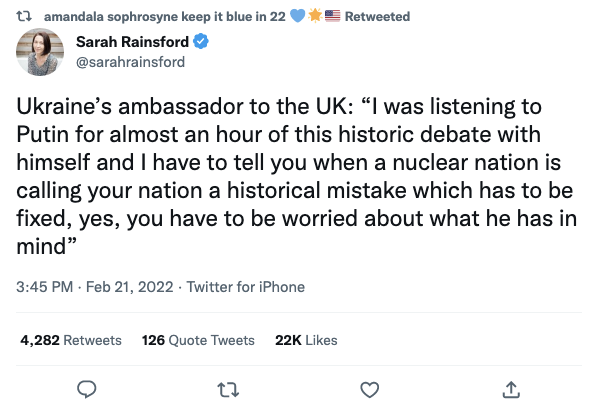 amandala sophrosyne keep it blue in 22 💙🌟🇺🇸 Retweeted
Sarah Rainsford
@sarahrainsford
Ukraine’s ambassador to the UK: “I was listening to
Putin for almost an hour of this historic debate with
himself and I have to tell you when a nuclear nation is
calling your nation a historical mistake which has to be
fixed, yes, you have to be worried about what he has in
mind”
3:45 PM · Feb 21, 2022 · Twitter for iPhone
4,282 Retweets 126 Quote Tweets 22K Likes